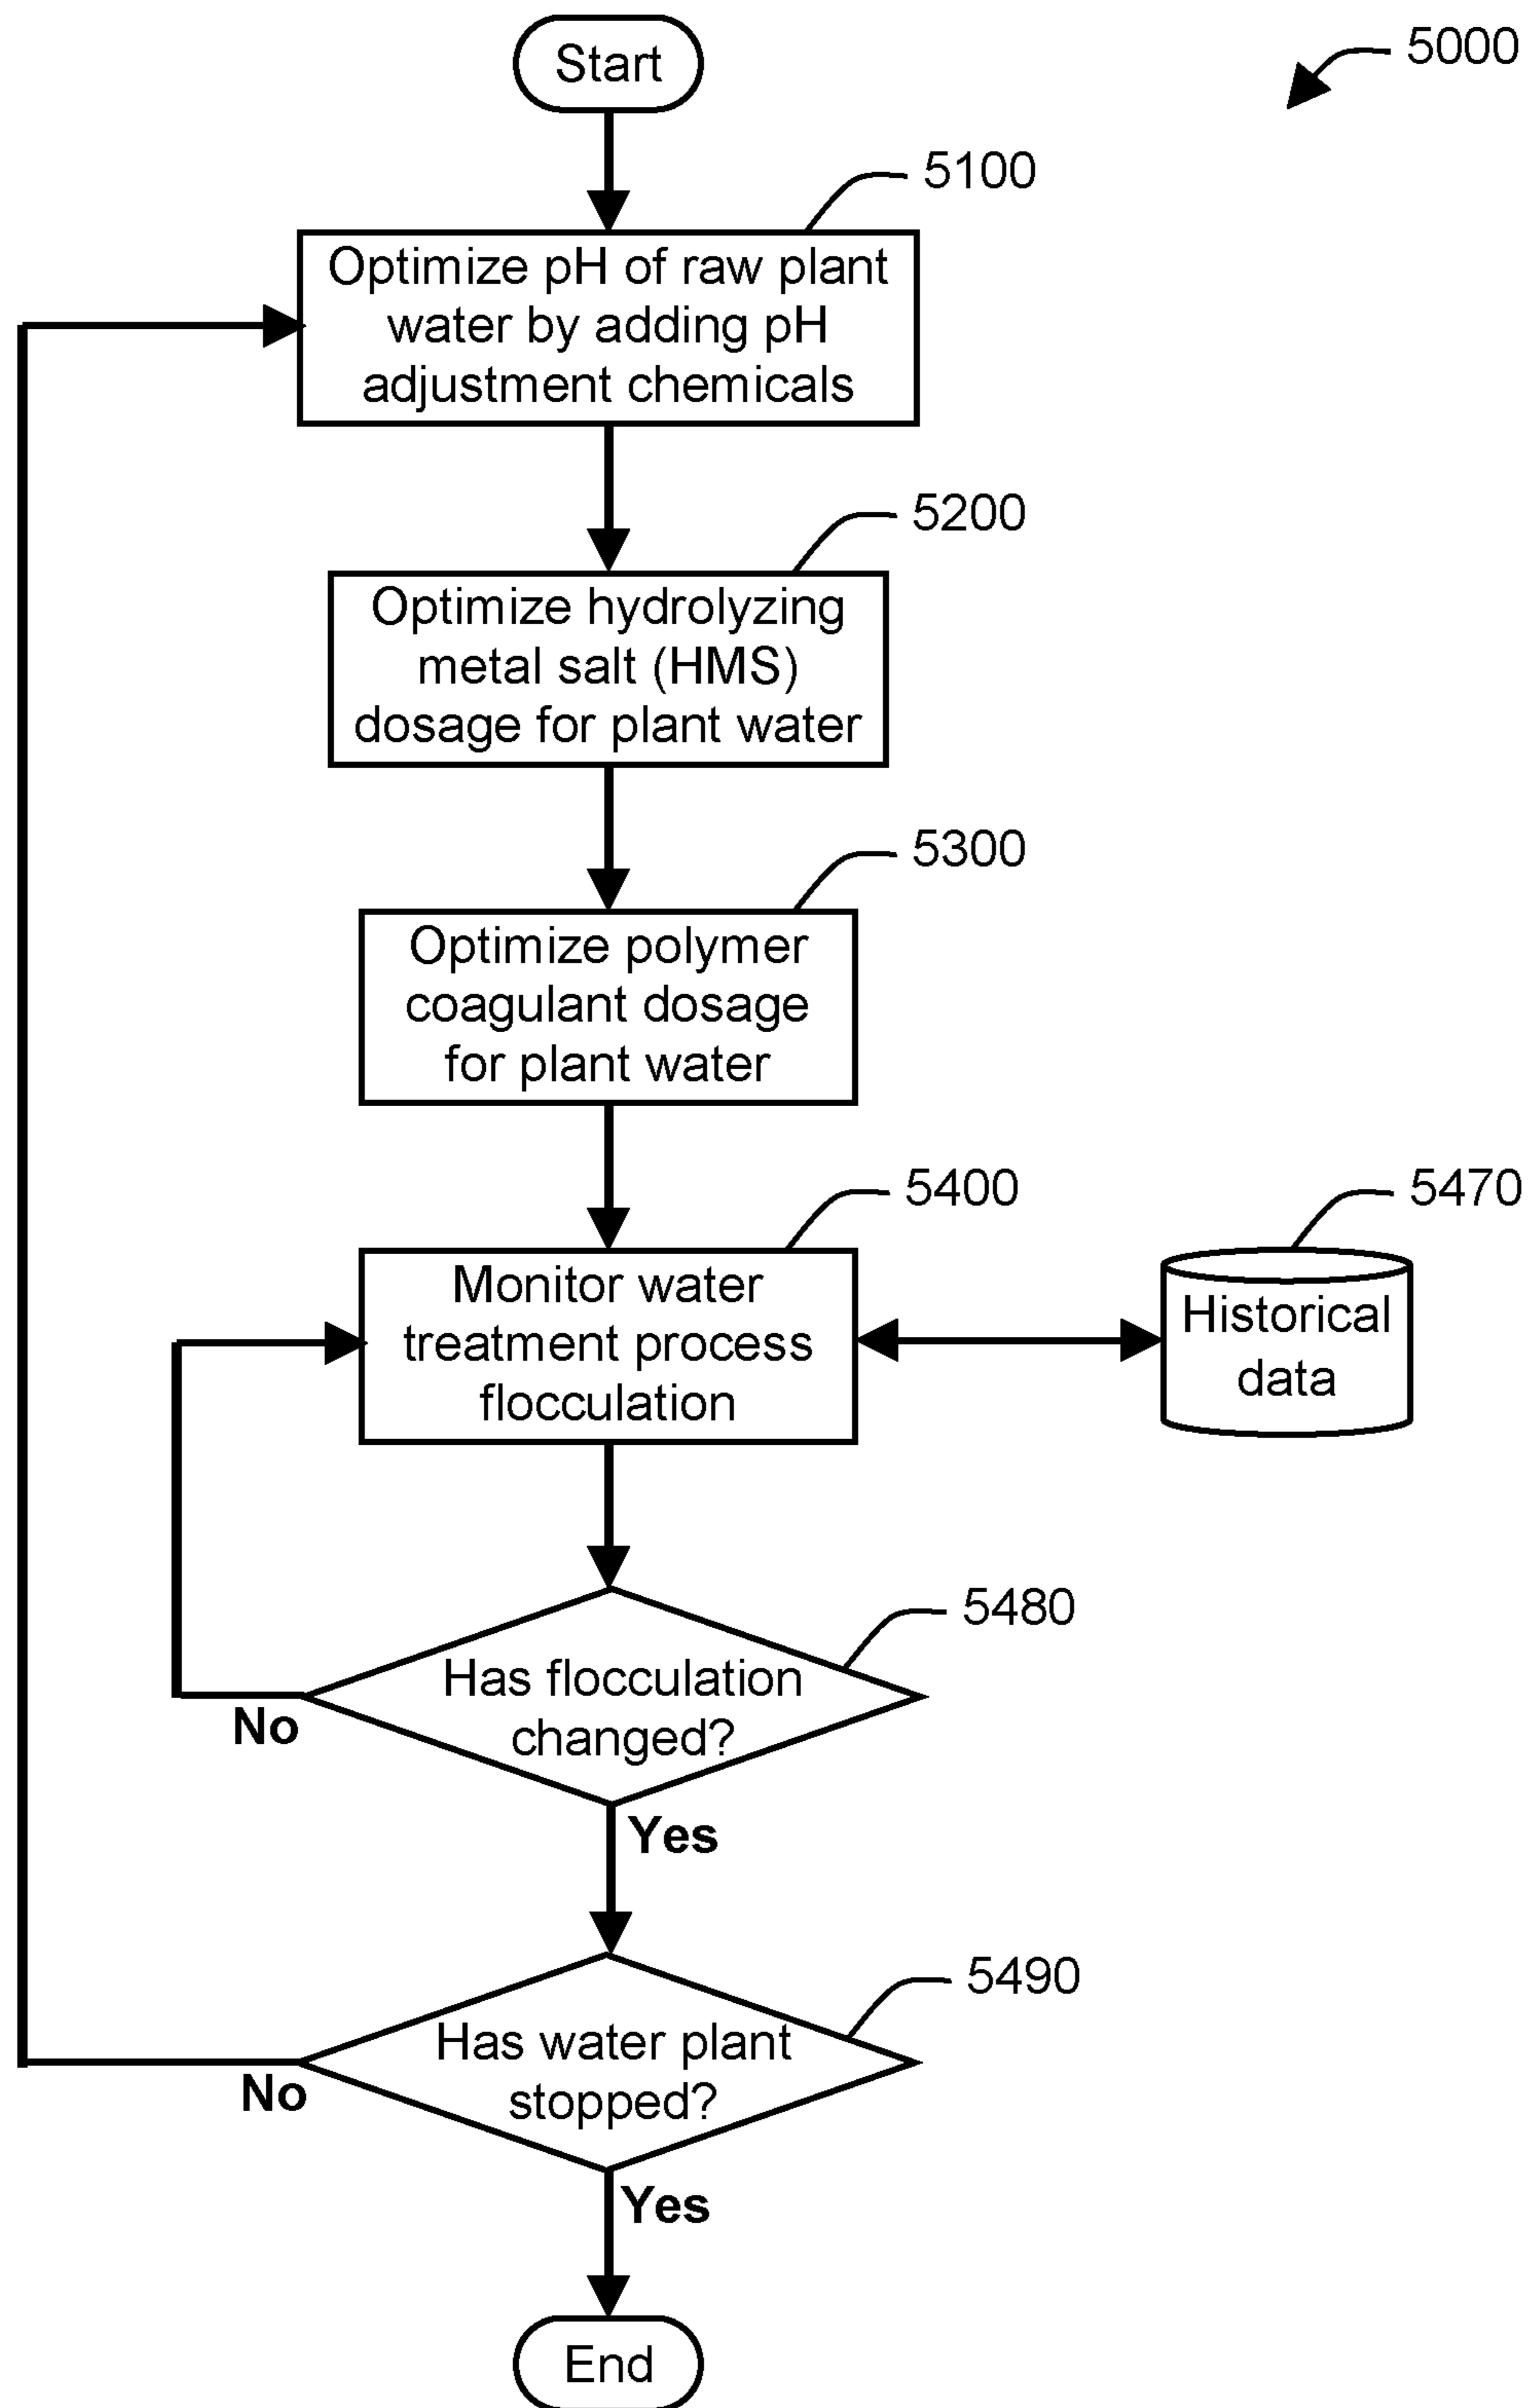 Start
5000
5100
Optimize pH of raw plant
water by adding pH
adjustment chemicals
5200
Optimize hydrolyzing
metal salt (HMS)
dosage for plant water
5300
Optimize polymer
coagulant dosage
for plant water
5400
5470
Monitor water
treatment process
flocculation
Historical
data
5480
Has flocculation
changed?
No
Yes
5490
Has water plant
stopped?
No
Yes
End